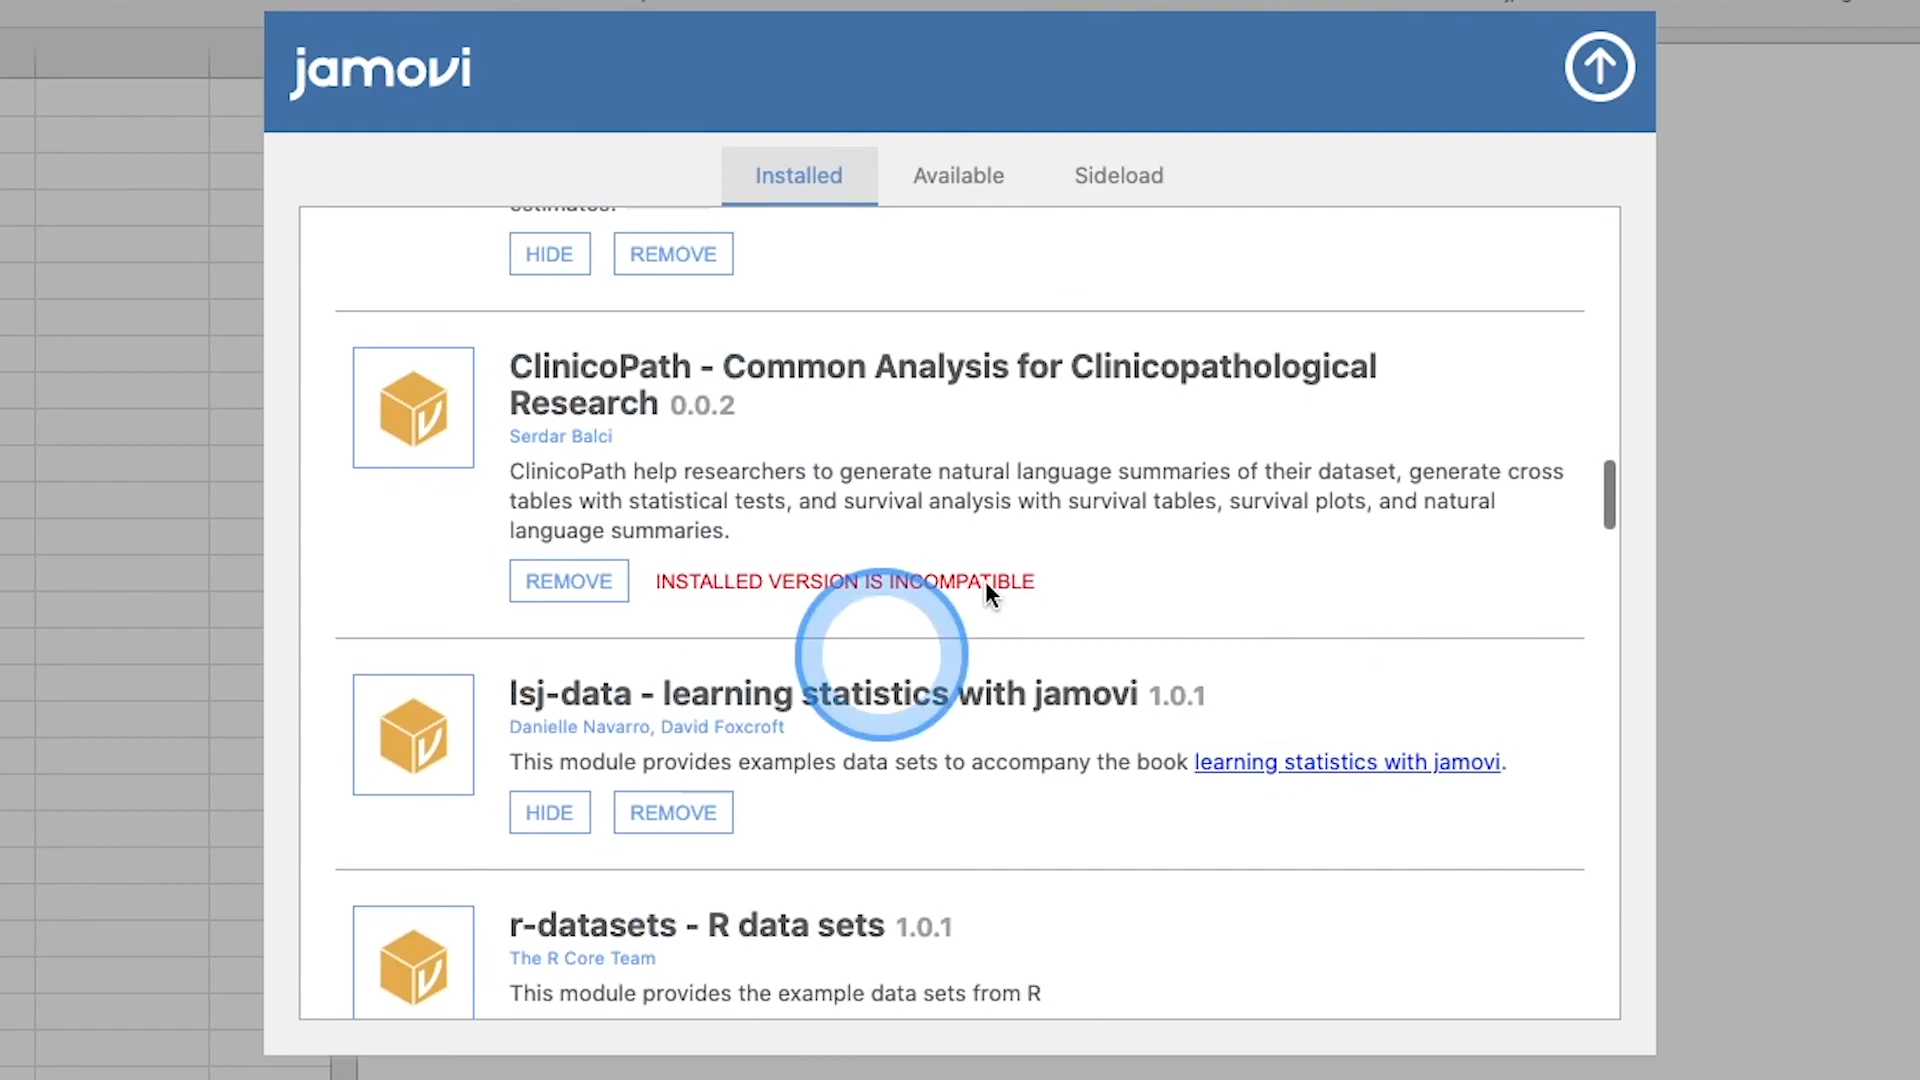 jamovi
Installed
Available
Sideload
estimates.
HIDE
REMOVE
ClinicoPath - Common Analysis for Clinicopathological
Research 0.0.2
Serdar Balci
ClinicoPath help researchers to generate natural language summaries of their dataset, generate cross
tables with statistical tests, and survival analysis with survival tables, survival plots, and natural
language summaries.
REMOVE
INSTALLED VERSION IS INCOMPATIBLE
lsj-data - learning statistics with jamovi 1.0.1
Danielle Navarro, David Foxcroft
This module provides examples data sets to accompany the book learning statistics with jamovi.
HIDE
REMOVE
r-datasets - R data sets 1.0.1
The R Core Team
This module provides the example data sets from R